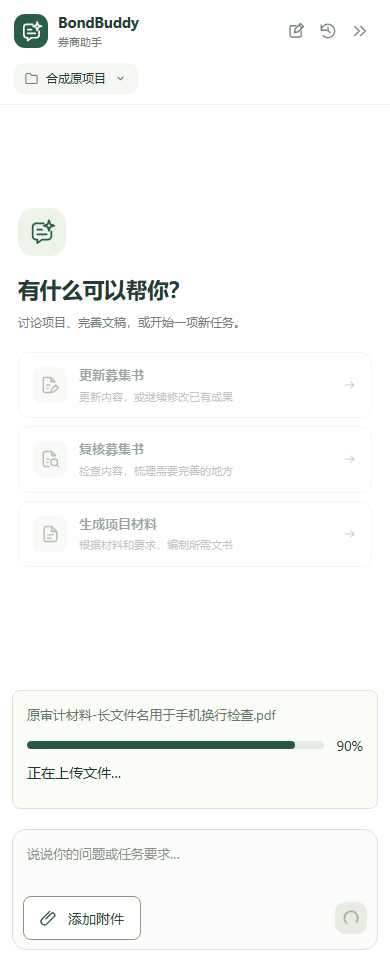 BondBuddy
券商助手
合成原项目
有什么可以帮你?
讨论项目、完善文稿，或开始一项新任务。
更新募集书
更新内容，或继续修改已有成果
复核募集书
检查内容，梳理需要完善的地方
生成项目材料
根据材料和要求，编制所需文书
原审计材料-长文件名用于手机换行检查.pdf
90%
正在上传文件...
说说你的问题或任务要求...
添加附件